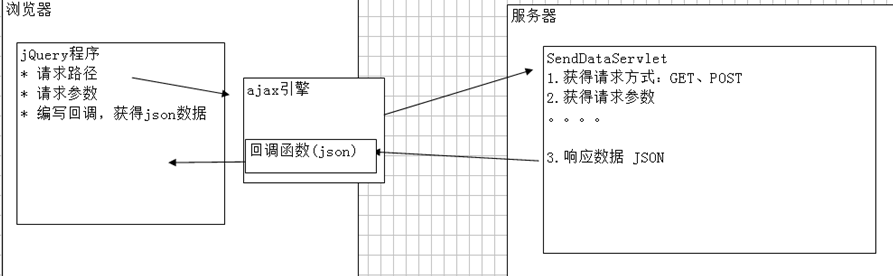 浏览器
jQuery程序
* 请求路径
* 请求参数
* 编写回调，获得json数据
ajax引擎
回调函数(json)
服务器
SendDataServlet
1.获得请求方式：GET、POST
2.获得请求参数
。。。。
3.响应数据 JSON